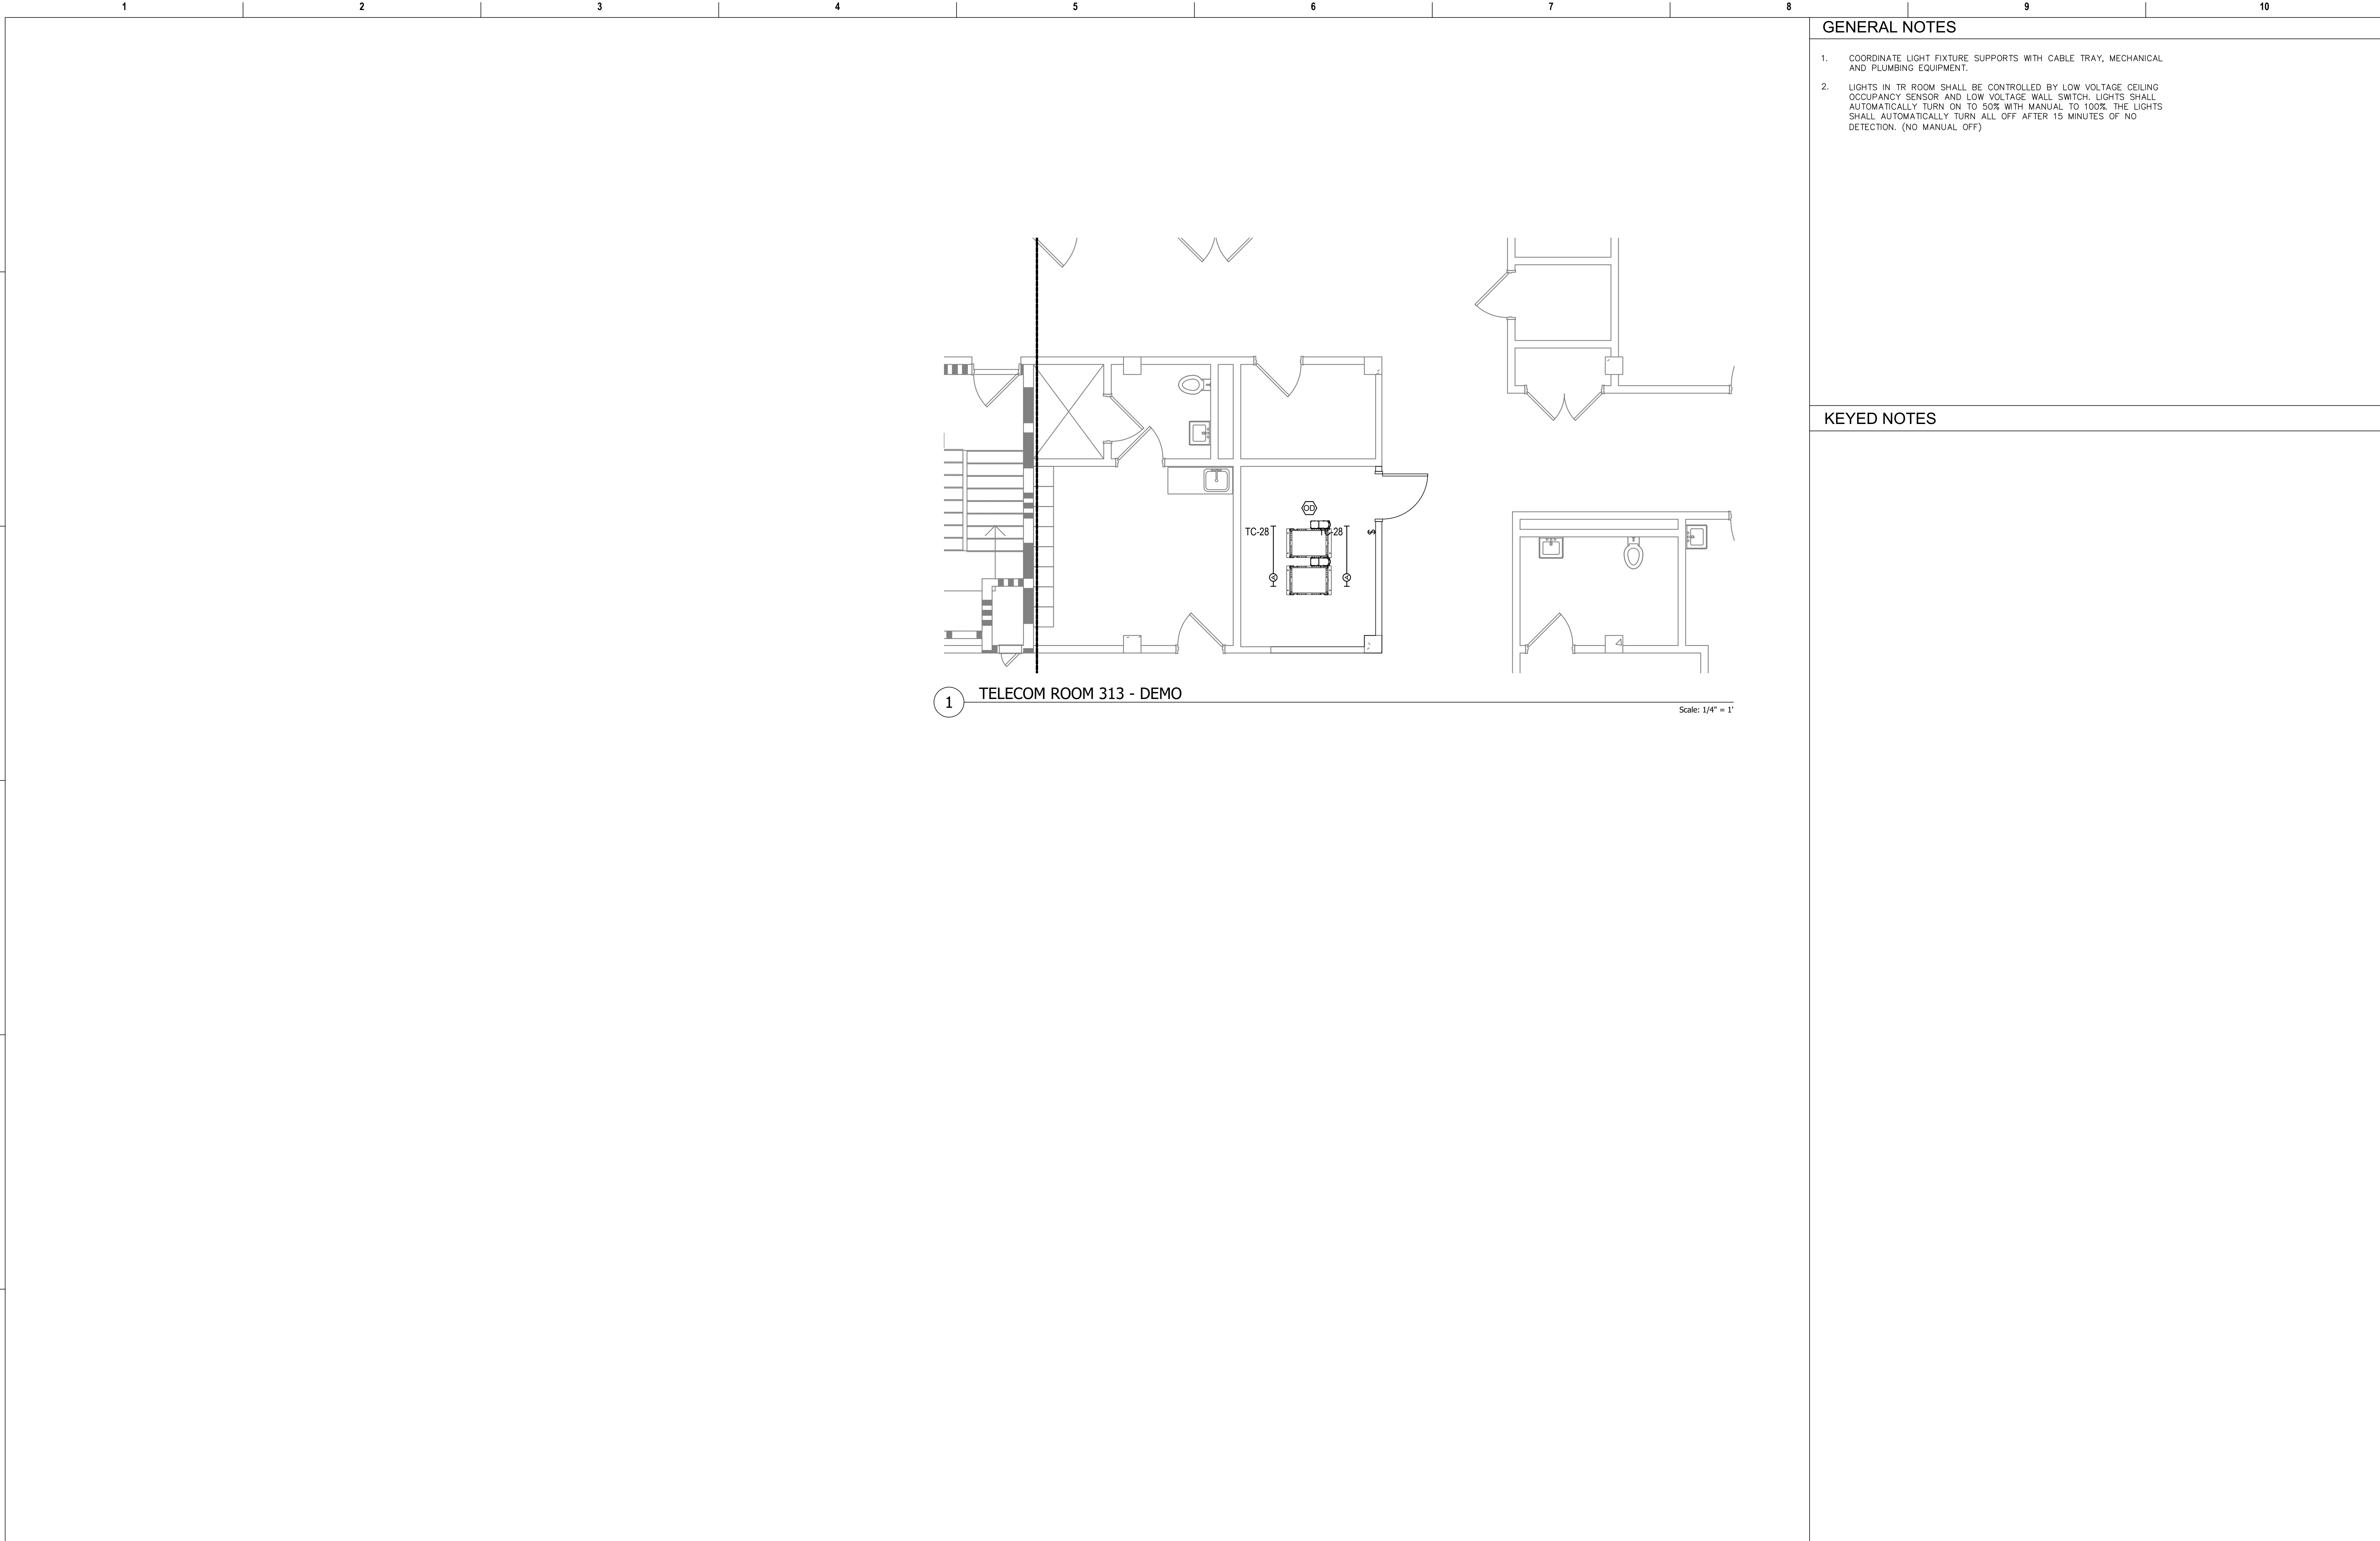 1 2 3 4 5 6 7 8 9 10
GENERAL NOTES
1. COORDINATE LIGHT FIXTURE SUPPORTS WITH CABLE TRAY, MECHANICAL
AND PLUMBING EQUIPMENT.
2. LIGHTS IN TR ROOM SHALL BE CONTROLLED BY LOW VOLTAGE CEILING
OCCUPANCY SENSOR AND LOW VOLTAGE WALL SWITCH. LIGHTS SHALL
AUTOMATICALLY TURN ON TO 50% WITH MANUAL TO 100%. THE LIGHTS
SHALL AUTOMATICALLY TURN ALL OFF AFTER 15 MINUTES OF NO
DETECTION. (NO MANUAL OFF)
KEYED NOTES
OD
TC-28 TC-28 $
A A
1 TELECOM ROOM 313 - DEMO
Scale: 1/4" = 1'